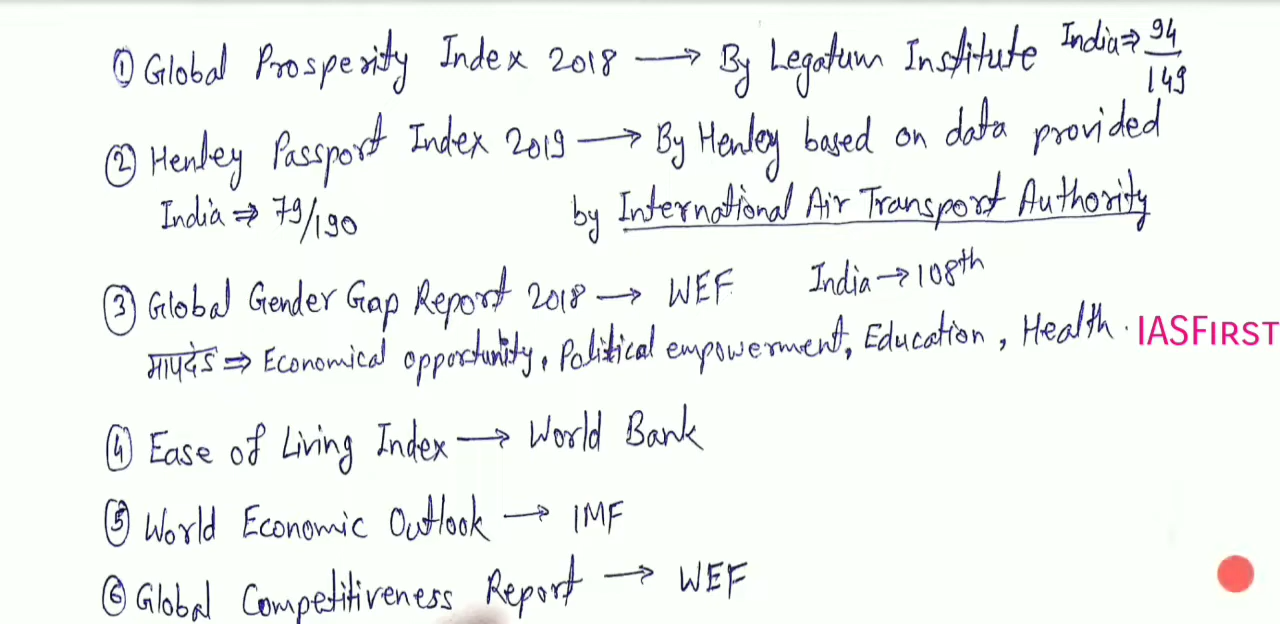 ① Global Prosperity Index 2018 → By Legatum Institute India ⇒ 94/149
② Henley Passport Index 2019 → By Henley based on data provided
India ⇒ 79/190 by International Air Transport Authority
③ Global Gender Gap Report 2018 → WEF India → 108th
मापदंड ⇒ Economical opportunity, Political empowerment, Education, Health.
IASFIRST
④ Ease of Living Index → World Bank
⑤ World Economic Outlook → IMF
⑥ Global Competitiveness Report → WEF